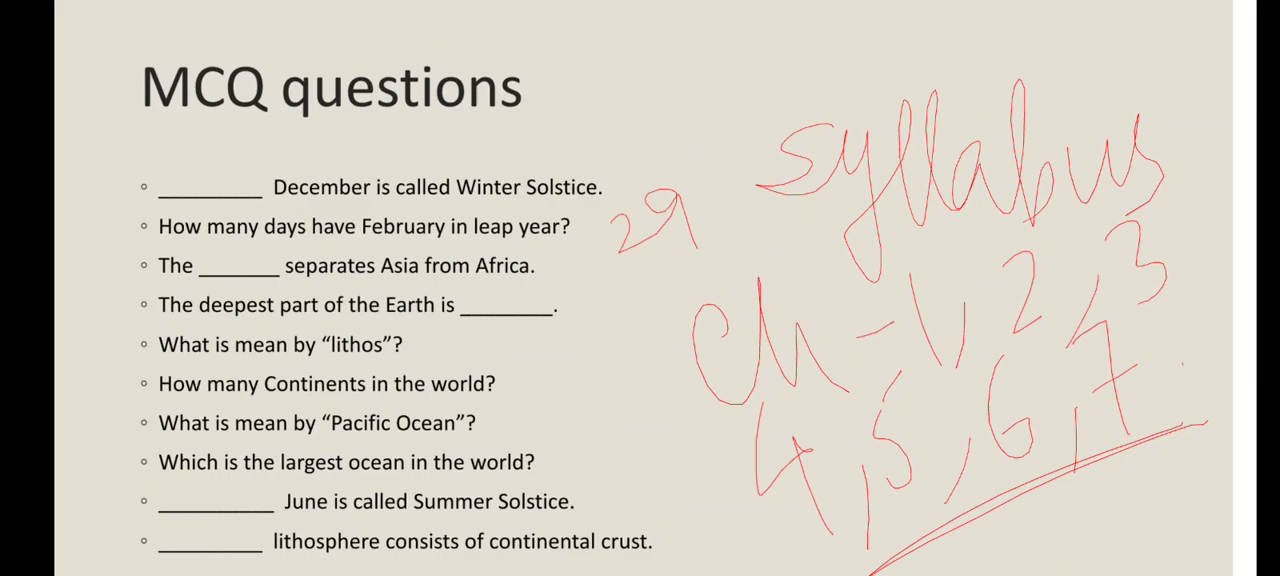 MCQ questions
◦ _________ December is called Winter Solstice.
◦ How many days have February in leap year? 29
◦ The _______ separates Asia from Africa.
◦ The deepest part of the Earth is ________.
◦ What is mean by “lithos”?
◦ How many Continents in the world?
◦ What is mean by “Pacific Ocean”?
◦ Which is the largest ocean in the world?
◦ __________ June is called Summer Solstice.
◦ _________ lithosphere consists of continental crust.
Syllabus
Ch - 1, 2, 3
4, 5, 6, 7